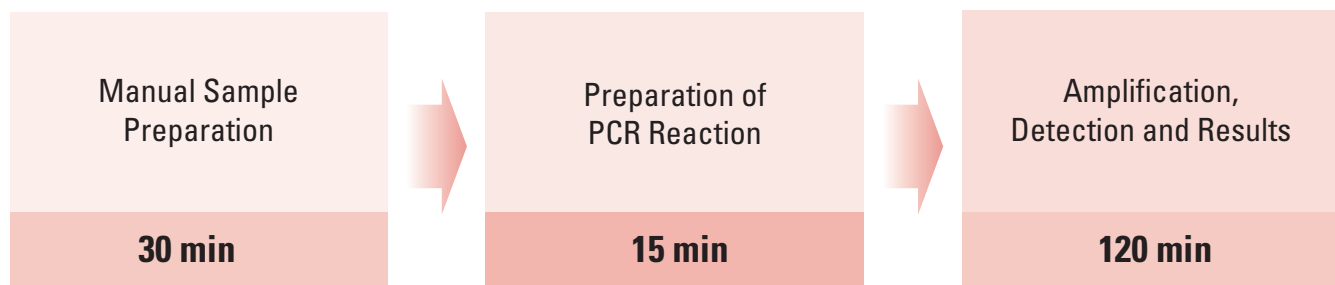 Manual Sample
Preparation
30 min
Preparation of
PCR Reaction
15 min
Amplification,
Detection and Results
120 min